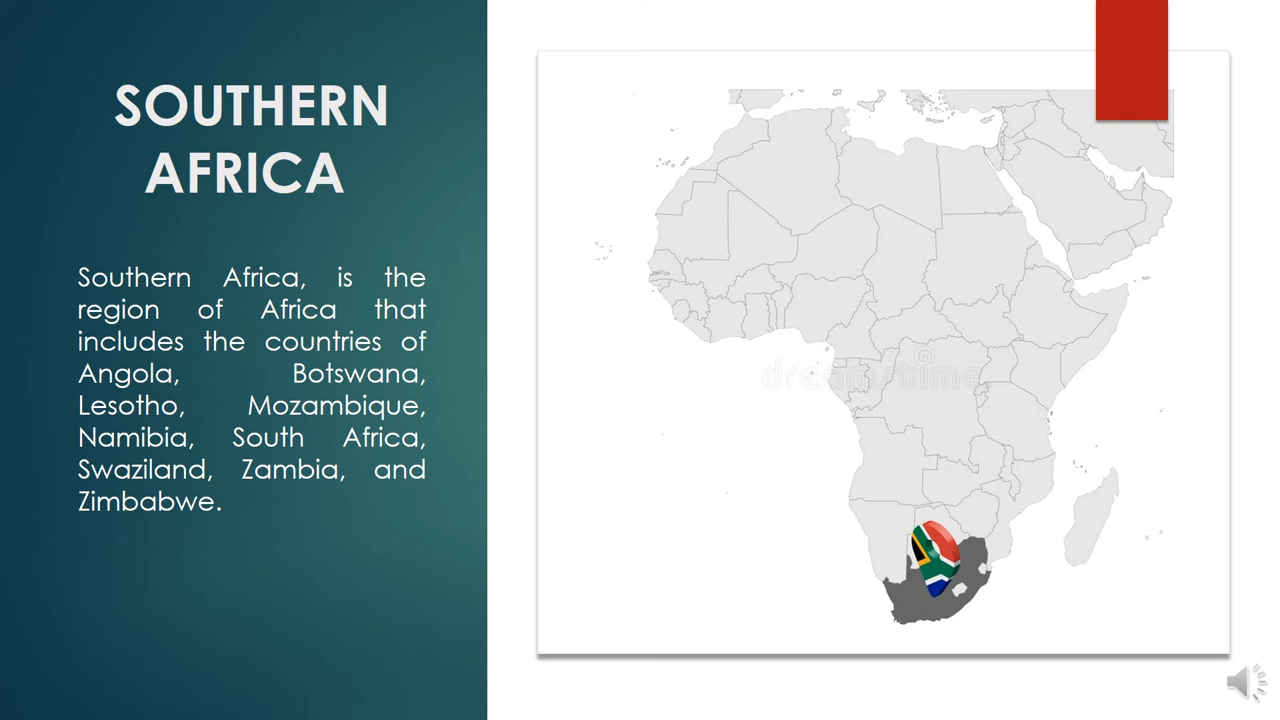 SOUTHERN
AFRICA
Southern Africa, is the
region of Africa that
includes the countries of
Angola, Botswana,
Lesotho, Mozambique,
Namibia, South Africa,
Swaziland, Zambia, and
Zimbabwe.
dreamstime